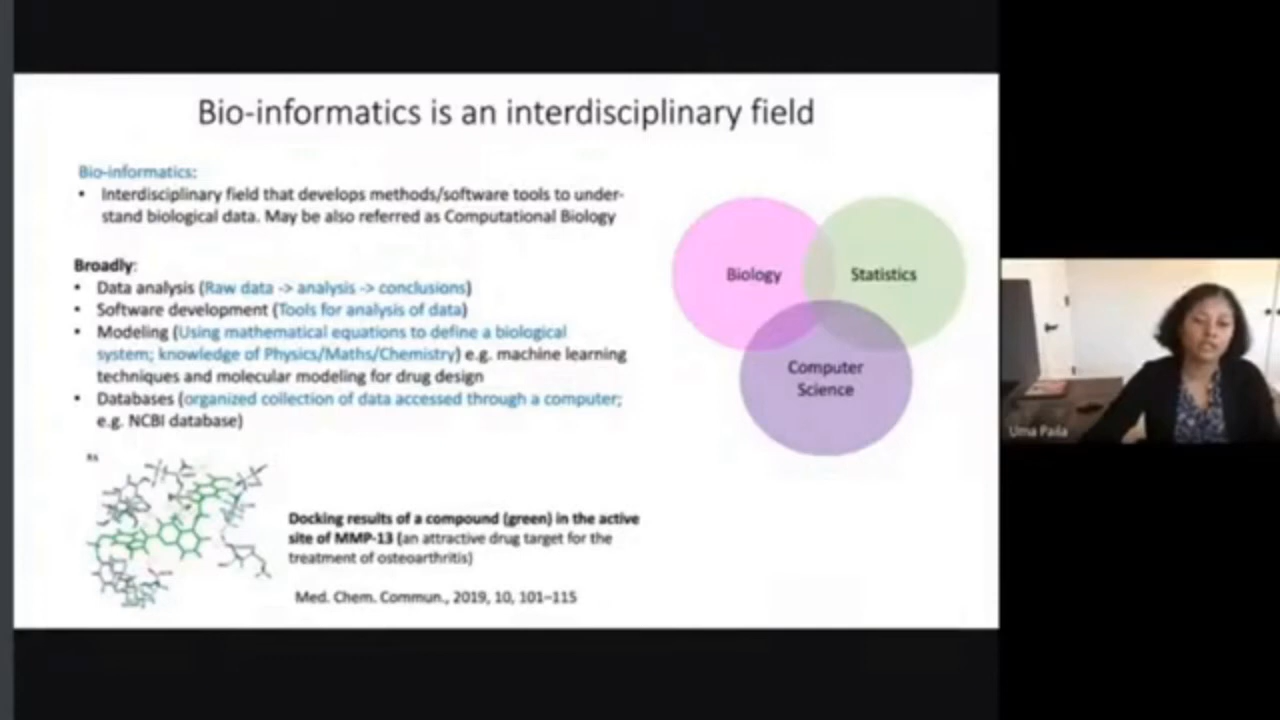 Bio-informatics is an interdisciplinary field
Bio-informatics:
• Interdisciplinary field that develops methods/software tools to under-
stand biological data. May be also referred as Computational Biology
Broadly:
• Data analysis (Raw data -> analysis -> conclusions)
• Software development (Tools for analysis of data)
• Modeling (Using mathematical equations to define a biological
system; knowledge of Physics/Maths/Chemistry) e.g. machine learning
techniques and molecular modeling for drug design
• Databases (organized collection of data accessed through a computer;
e.g. NCBI database)
Biology
Statistics
Computer
Science
Docking results of a compound (green) in the active
site of MMP-13 (an attractive drug target for the
treatment of osteoarthritis)
Med. Chem. Commun., 2019, 10, 101–115
Uma Paila